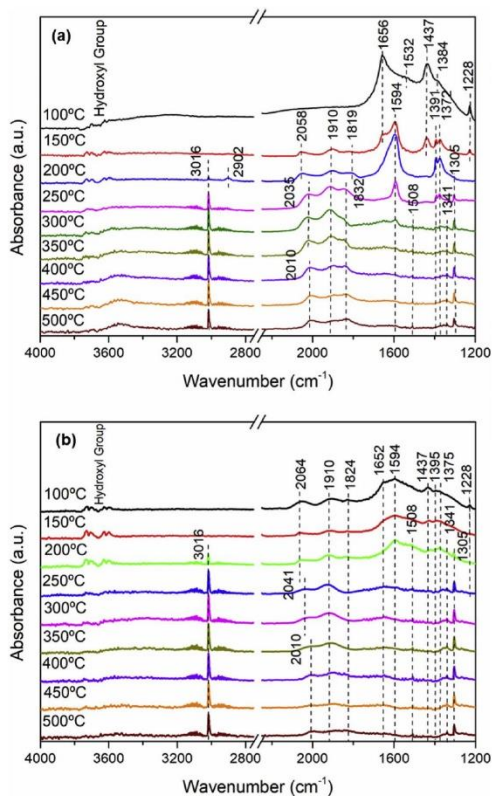 (a)
Hydroxyl Group
1656
1532
1437
1384
1228
100ºC
150ºC
200ºC
250ºC
300ºC
350ºC
400ºC
450ºC
500ºC
3016
2902
2058
1910
1819
1594
1391
1372
1305
2035
1832
1508
1341
2010
Absorbance (a.u.)
4000 3600 3200 2800 2000 1600 1200
Wavenumber (cm-1)
(b)
Hydroxyl Group
2064
1910
1824
1652
1594
1437
1395
1375
1228
100ºC
150ºC
200ºC
250ºC
300ºC
350ºC
400ºC
450ºC
500ºC
3016
1508
1341
1305
2041
2010
Absorbance (a.u.)
4000 3600 3200 2800 2000 1600 1200
Wavenumber (cm-1)